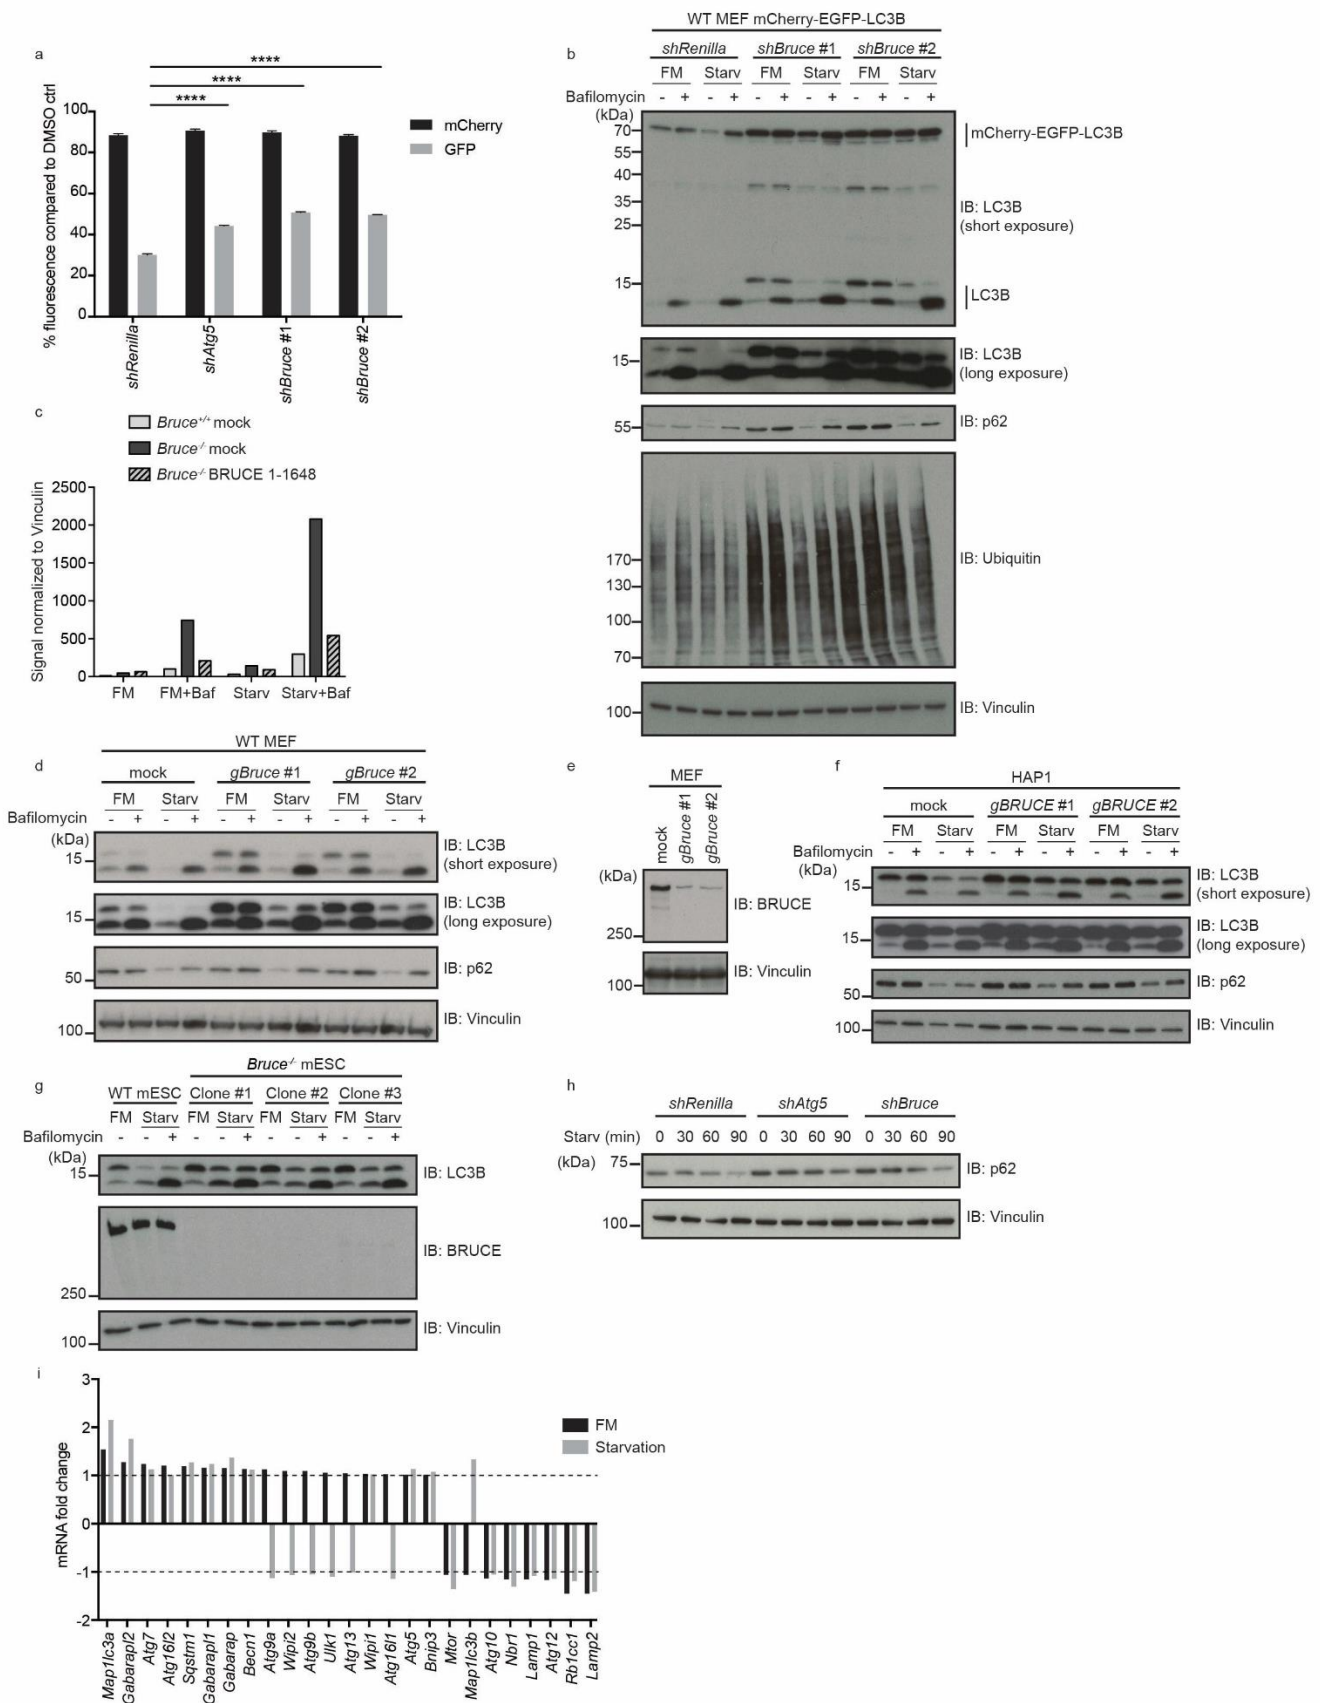 a
****
****
****
% fluorescence compared to DMSO ctrl
100
80
60
40
20
0
mCherry
GFP
shRenilla
shAtg5
shBruce #1
shBruce #2
b
WT MEF mCherry-EGFP-LC3B
shRenilla shBruce #1 shBruce #2
FM Starv FM Starv FM Starv
Bafilomycin - + - + - + - + - + - +
(kDa)
70
55
40
35
25
15
mCherry-EGFP-LC3B
IB: LC3B
(short exposure)
LC3B
15
IB: LC3B
(long exposure)
55
IB: p62
170
130
100
70
IB: Ubiquitin
100
IB: Vinculin
c
Bruce+/+ mock
Bruce-/- mock
Bruce-/- BRUCE 1-1648
Signal normalized to Vinculin
2500
2000
1500
1000
500
0
FM FM+Baf Starv Starv+Baf
d
WT MEF
mock gBruce #1 gBruce #2
FM Starv FM Starv FM Starv
Bafilomycin - + - + - + - + - + - +
(kDa)
15
IB: LC3B
(short exposure)
15
IB: LC3B
(long exposure)
50
IB: p62
100
IB: Vinculin
e
MEF
mock
gBruce #1
gBruce #2
(kDa)
250
IB: BRUCE
100
IB: Vinculin
f
HAP1
mock gBRUCE #1 gBRUCE #2
FM Starv FM Starv FM Starv
Bafilomycin - + - + - + - + - + - +
(kDa)
15
IB: LC3B
(short exposure)
15
IB: LC3B
(long exposure)
50
IB: p62
100
IB: Vinculin
g
Bruce-/- mESC
WT mESC Clone #1 Clone #2 Clone #3
FM Starv FM Starv FM Starv FM Starv
Bafilomycin - - + - - + - - + - - +
(kDa)
15
IB: LC3B
IB: BRUCE
250
100
IB: Vinculin
h
shRenilla shAtg5 shBruce
Starv (min) 0 30 60 90 0 30 60 90 0 30 60 90
(kDa) 75
IB: p62
100
IB: Vinculin
i
mRNA fold change
3
2
1
0
-1
-2
FM
Starvation
Map1lc3a
Gabarapl2
Atg7
Atg16l2
Sqstm1
Gabarapl1
Gabarap
Becn1
Atg9a
Wipi2
Atg9b
Ulk1
Atg13
Wipi1
Atg16l1
Atg5
Bnip3
Mtor
Map1lc3b
Atg10
Nbr1
Lamp1
Atg12
Rb1cc1
Lamp2